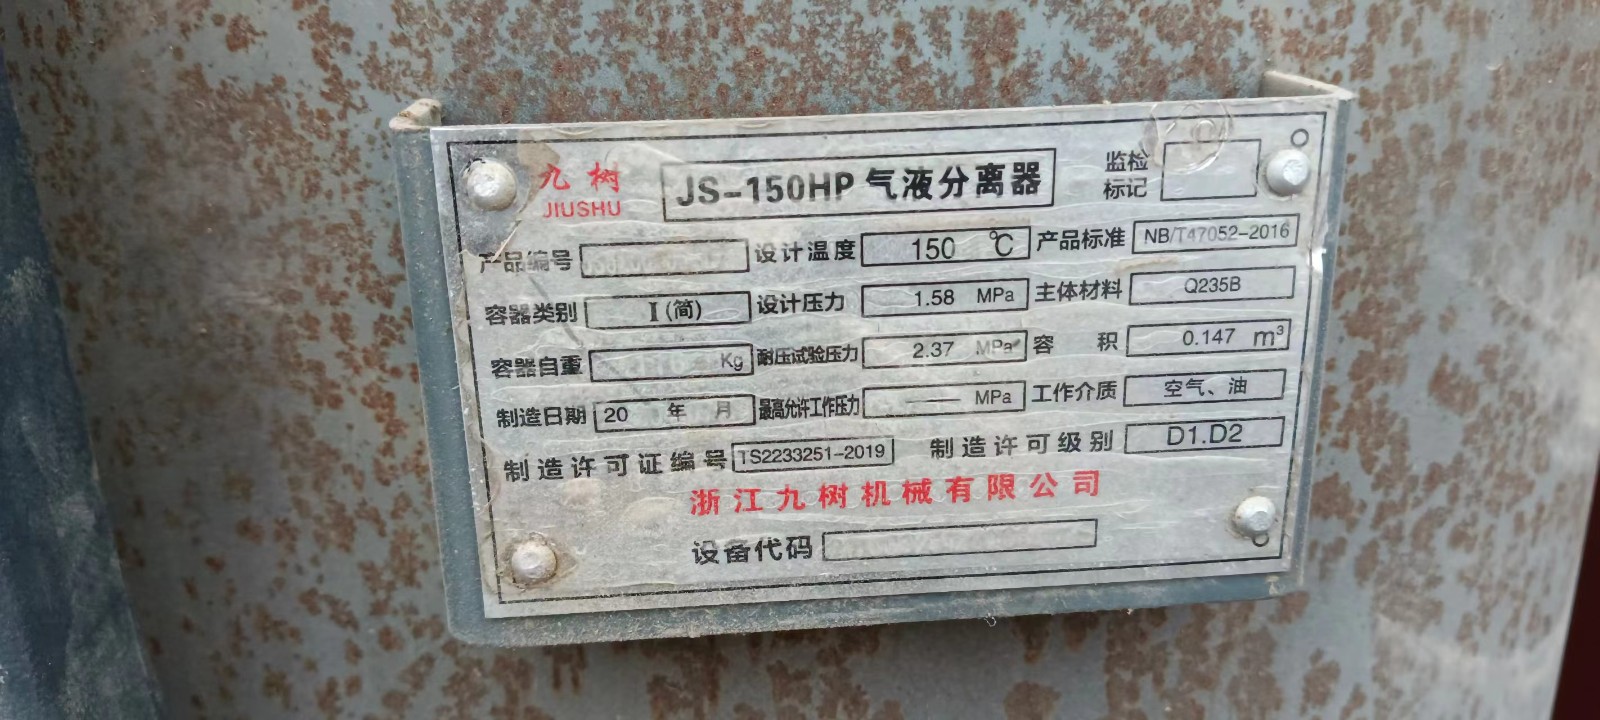 九树
JIUSHU
JS-150HP 气液分离器
监检
标记
产品编号 设计温度 150 ℃ 产品标准 NB/T47052-2016
容器类别 Ⅰ(简) 设计压力 1.58 MPa 主体材料 Q235B
容器自重 Kg 耐压试验压力 2.37 MPa 容 积 0.147 m³
制造日期 20 年 月 最高允许工作压力 —— MPa 工作介质 空气、油
制造许可证编号 TS2233251-2019 制造许可级别 D1.D2
浙江九树机械有限公司
设备代码